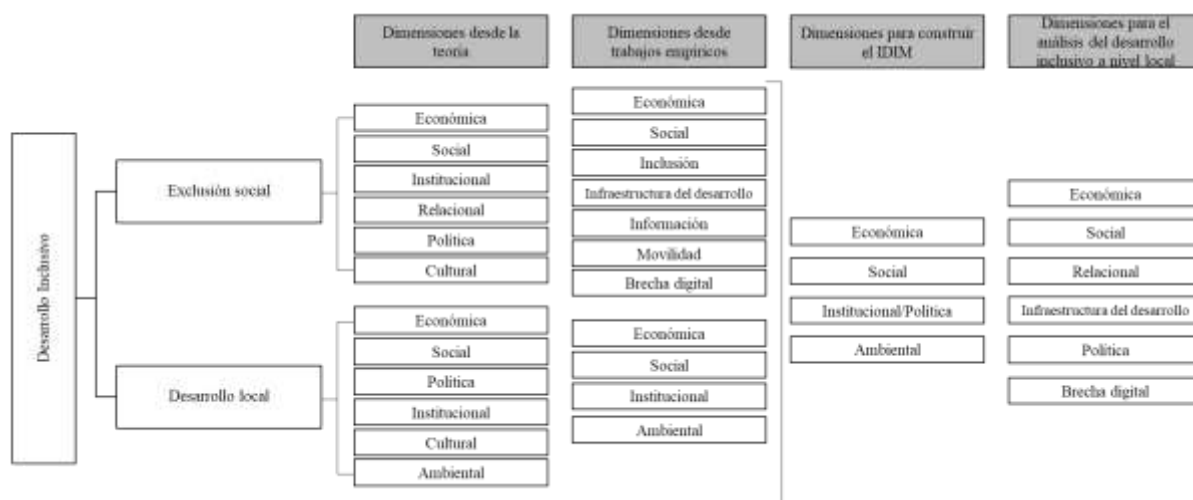 Dimensiones desde la
teoría
Dimensiones desde
trabajos empíricos
Dimensiones para construir
el IDIM
Dimensiones para el
análisis del desarrollo
inclusivo a nivel local
Desarrollo Inclusivo
Exclusión social
Económica
Social
Institucional
Relacional
Política
Cultural
Desarrollo local
Económica
Social
Política
Institucional
Cultural
Ambiental
Económica
Social
Inclusión
Infraestructura del desarrollo
Información
Movilidad
Brecha digital
Económica
Social
Institucional
Ambiental
Económica
Social
Institucional/Política
Ambiental
Económica
Social
Relacional
Infraestructura del desarrollo
Política
Brecha digital